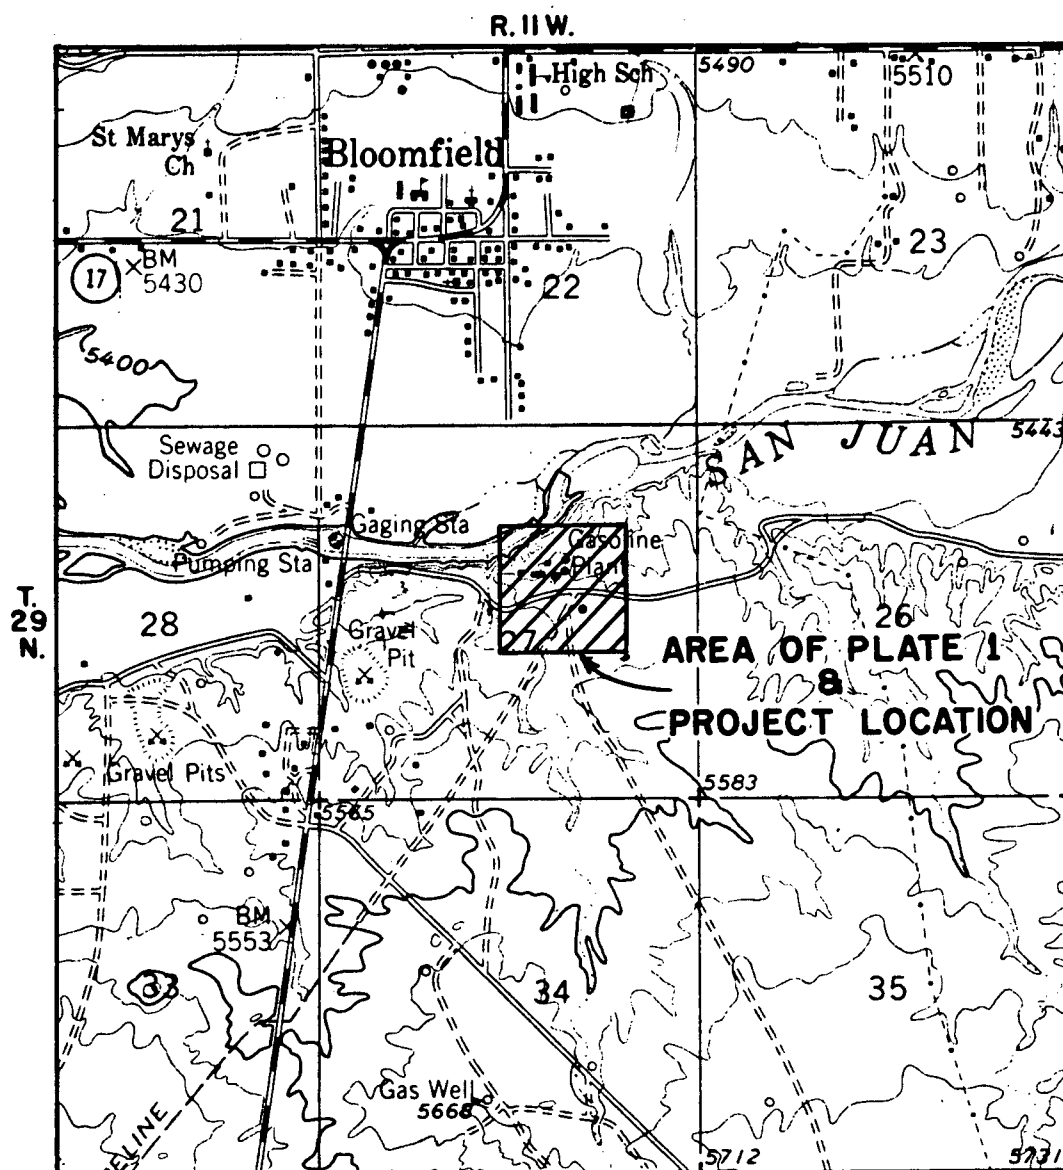 R. 11 W.
5490
5510
High Sch
St Marys
Ch
Bloomfield
21
23
17
BM
5430
22
5400
SAN JUAN
5443
Sewage
Disposal
Gaging Sta
Gasoline
Plant
Pumping Sta
T.
29
N.
28
27
26
Gravel
Pit
AREA OF PLATE 1
&
PROJECT LOCATION
Gravel Pits
5583
5565
BM
5553
33
34
35
Gas Well
5668
5712
5731